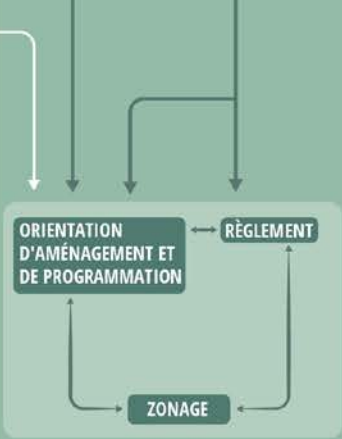 ORIENTATION
D'AMÉNAGEMENT ET
DE PROGRAMMATION
RÈGLEMENT
ZONAGE